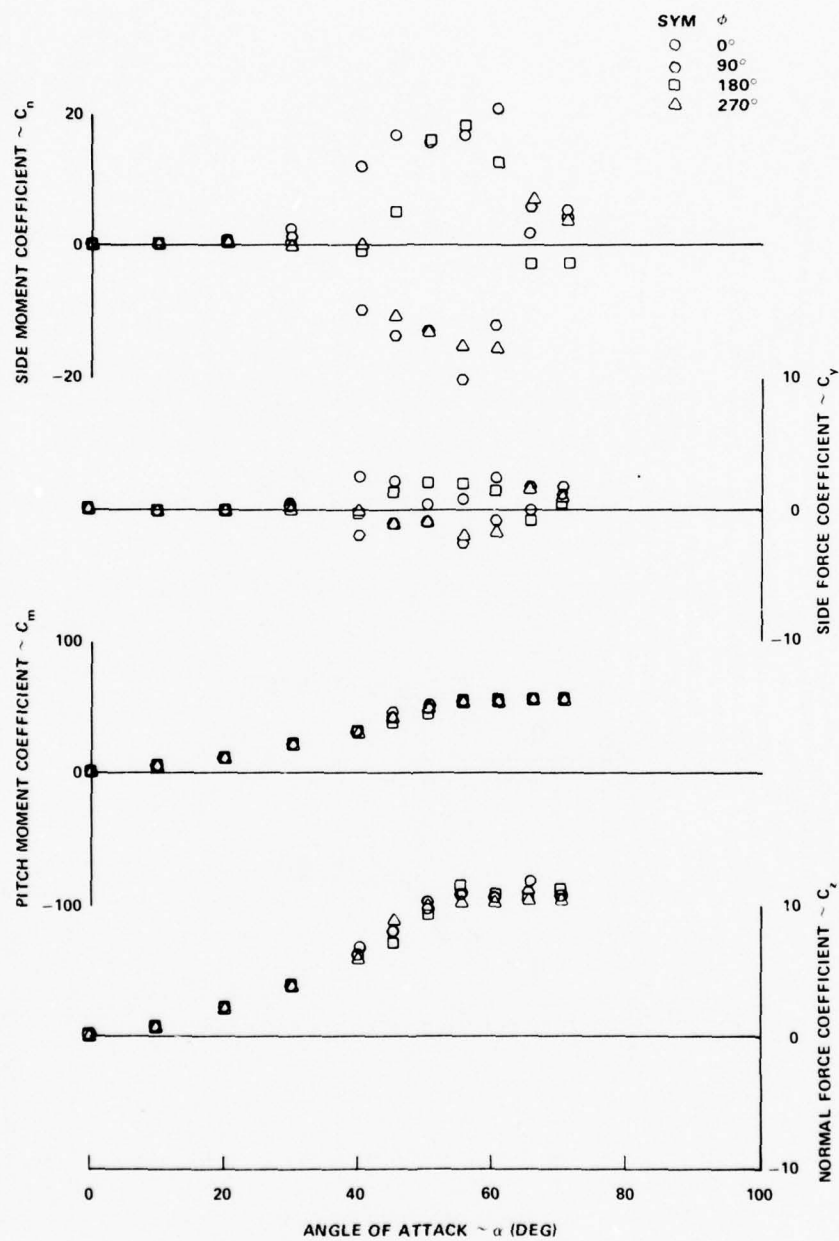 SYM ϕ
○ 0°
○ 90°
□ 180°
△ 270°
SIDE MOMENT COEFFICIENT ~ Cn
20
0
−20
SIDE FORCE COEFFICIENT ~ Cy
10
0
−10
PITCH MOMENT COEFFICIENT ~ Cm
100
0
−100
NORMAL FORCE COEFFICIENT ~ Cz
10
0
−10
0 20 40 60 80 100
ANGLE OF ATTACK ~ α (DEG)